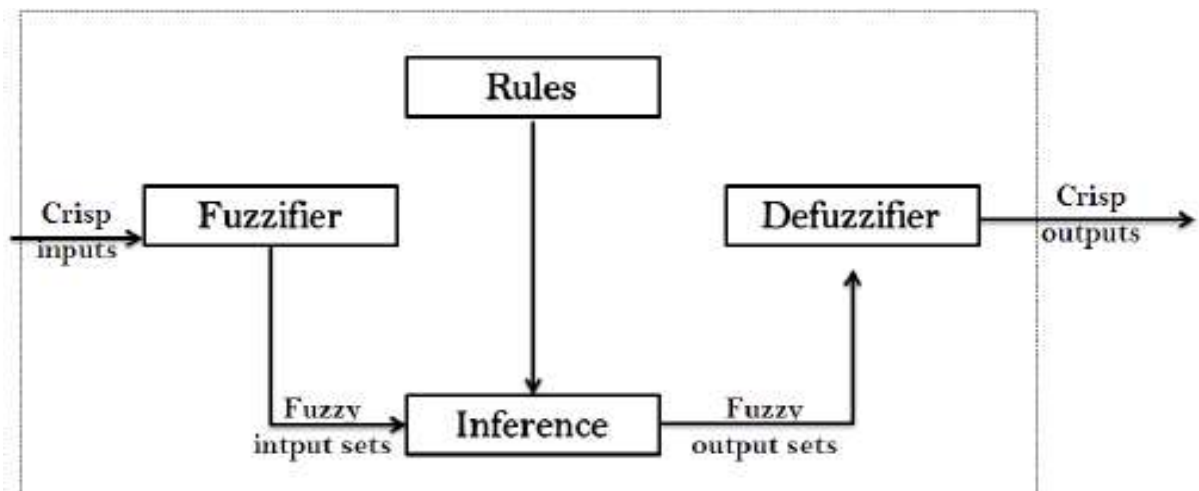 Rules
Crisp
inputs
Fuzzifier
Defuzzifier
Crisp
outputs
Fuzzy
intput sets
Inference
Fuzzy
output sets